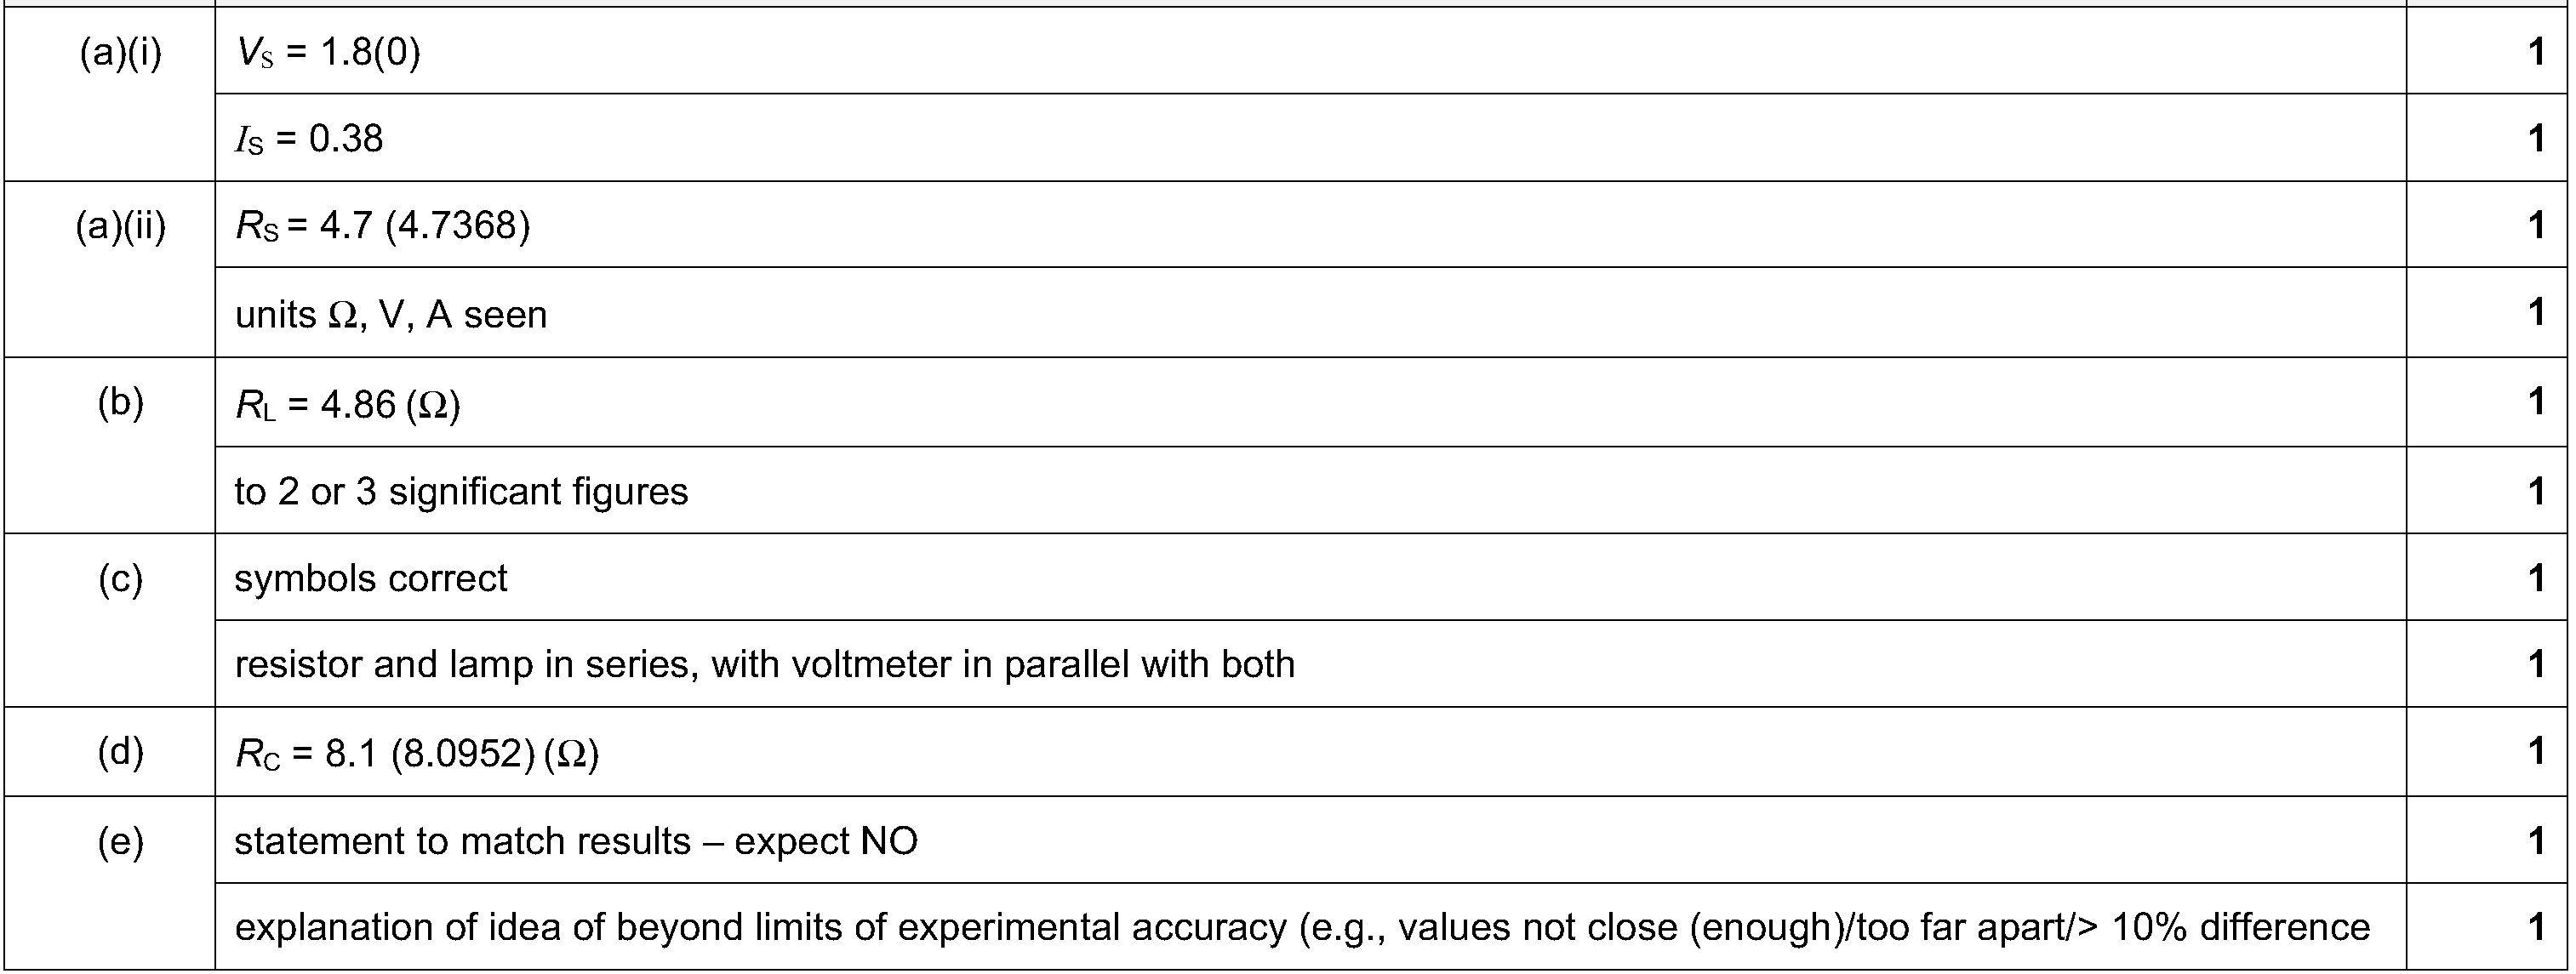 (a)(i) V_S = 1.8(0) 1
I_S = 0.38 1
(a)(ii) R_S = 4.7 (4.7368) 1
units Ω, V, A seen 1
(b) R_L = 4.86 (Ω) 1
to 2 or 3 significant figures 1
(c) symbols correct 1
resistor and lamp in series, with voltmeter in parallel with both 1
(d) R_C = 8.1 (8.0952) (Ω) 1
(e) statement to match results – expect NO 1
explanation of idea of beyond limits of experimental accuracy (e.g., values not close (enough)/too far apart/> 10% difference 1